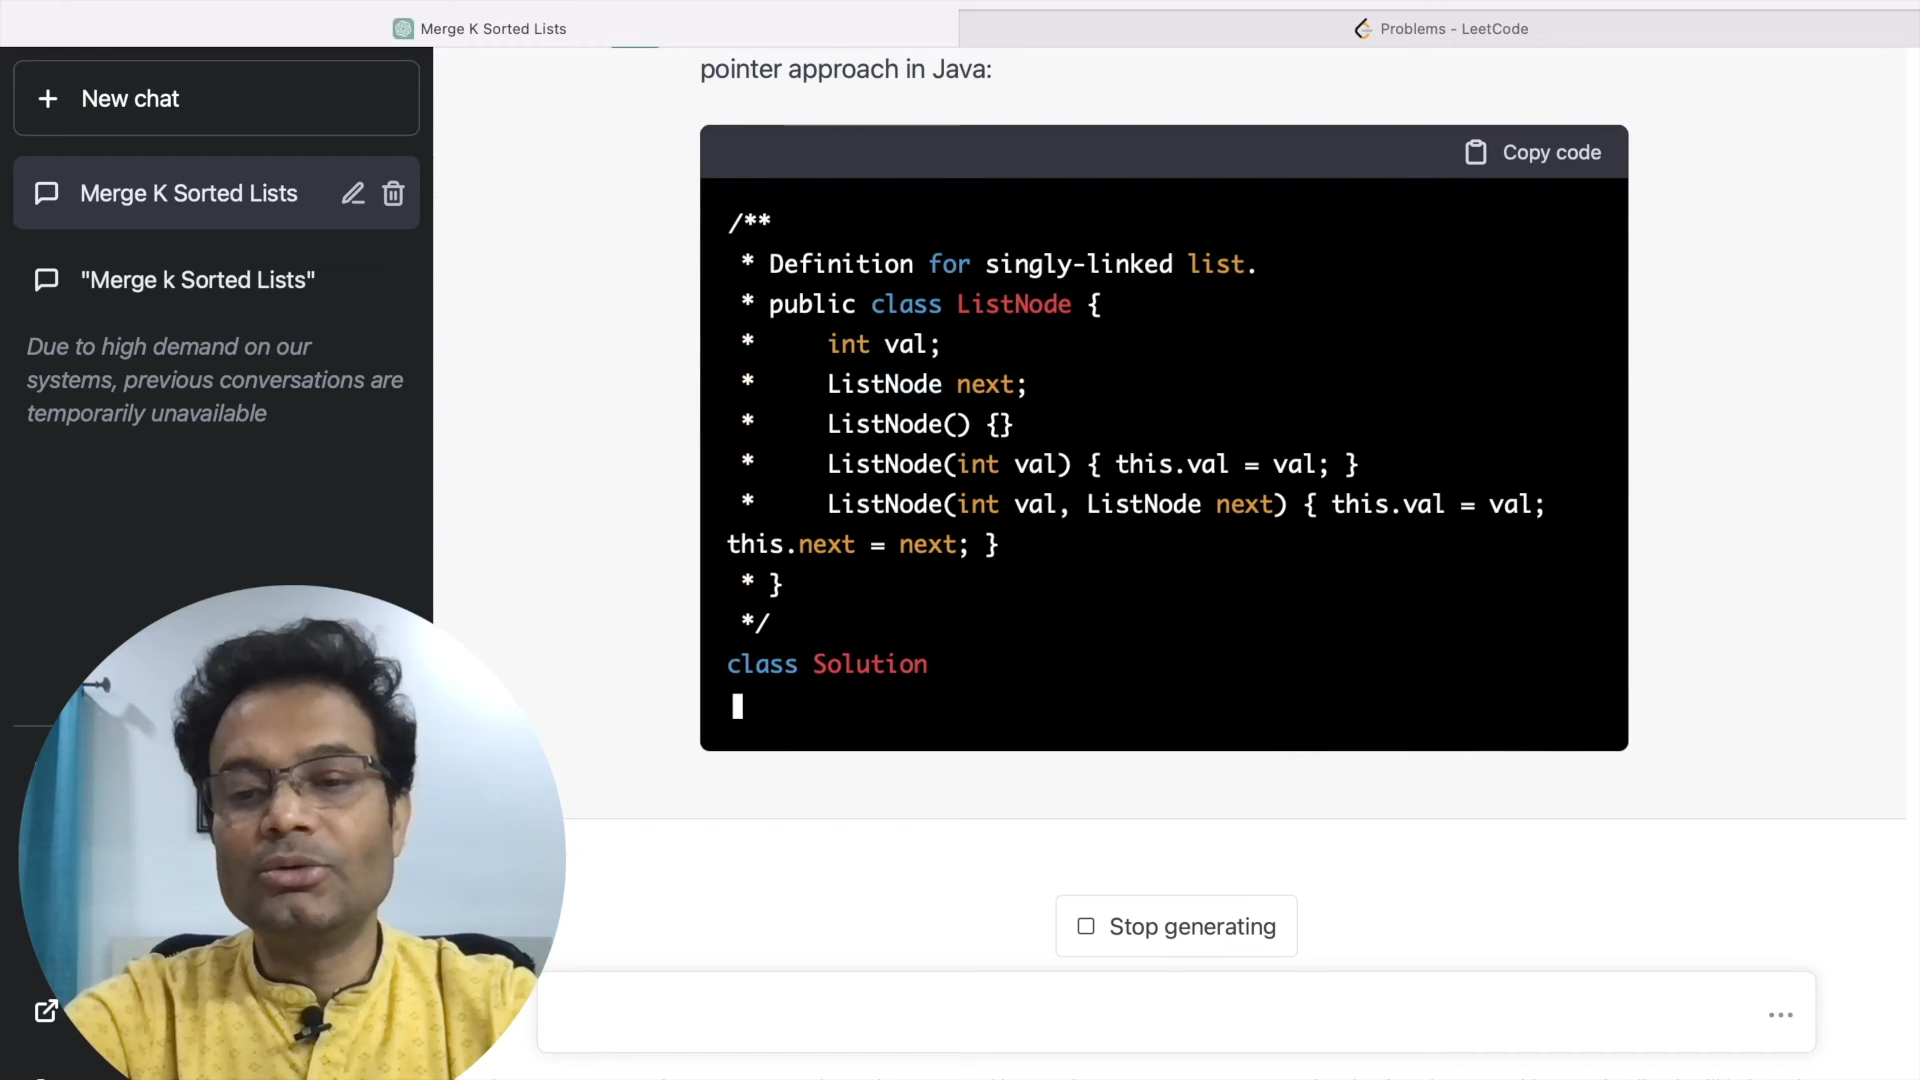 Merge K Sorted Lists
Problems - LeetCode
New chat
Merge K Sorted Lists
"Merge k Sorted Lists"
Due to high demand on our
systems, previous conversations are
temporarily unavailable
pointer approach in Java:
Copy code
/**
* Definition for singly-linked list.
* public class ListNode {
*     int val;
*     ListNode next;
*     ListNode() {}
*     ListNode(int val) { this.val = val; }
*     ListNode(int val, ListNode next) { this.val = val;
this.next = next; }
* }
*/
class Solution
Stop generating